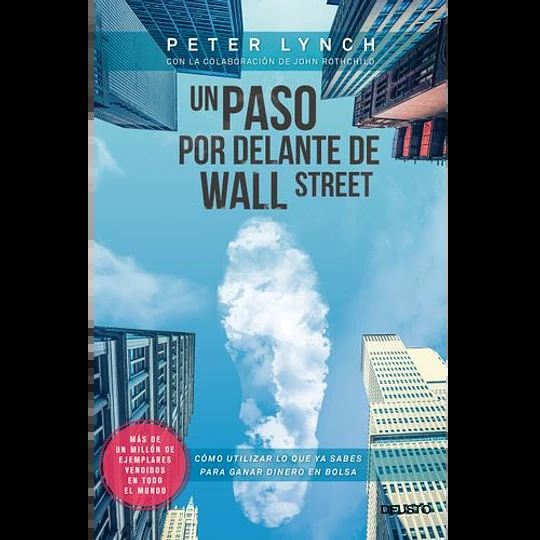 PETER LYNCH
CON LA COLABORACIÓN DE JOHN ROTHCHILD
UN PASO
POR DELANTE DE
WALL STREET
MÁS DE
UN MILLÓN DE
EJEMPLARES
VENDIDOS
EN TODO
EL MUNDO
CÓMO UTILIZAR LO QUE YA SABES
PARA GANAR DINERO EN BOLSA
DEUSTO